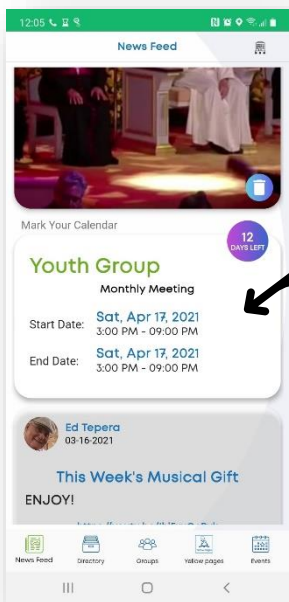 12:05
News Feed
Mark Your Calendar
12
DAYS LEFT
Youth Group
Monthly Meeting
Start Date: Sat, Apr 17, 2021
3:00 PM - 09:00 PM
End Date: Sat, Apr 17, 2021
3:00 PM - 09:00 PM
Ed Tepera
03-16-2021
This Week's Musical Gift
ENJOY!
News Feed Directory Groups Yellow pages Events